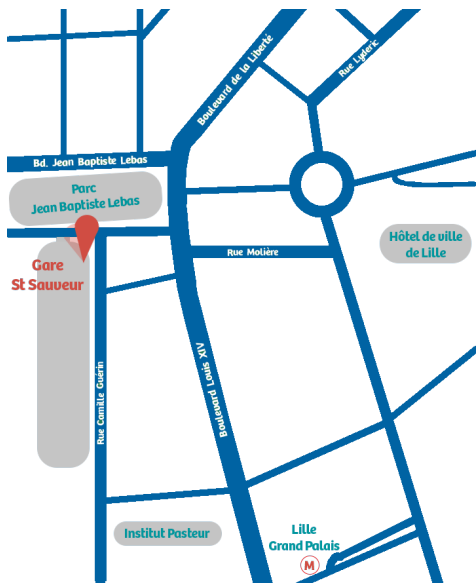 Boulevard de la Liberté
Rue Lyderic
Bd. Jean Baptiste Lebas
Parc
Jean Baptiste Lebas
Hôtel de ville
de Lille
Rue Molière
Gare
St Sauveur
Rue Camille Guérin
Boulevard Louis XIV
Institut Pasteur
Lille
Grand Palais
M